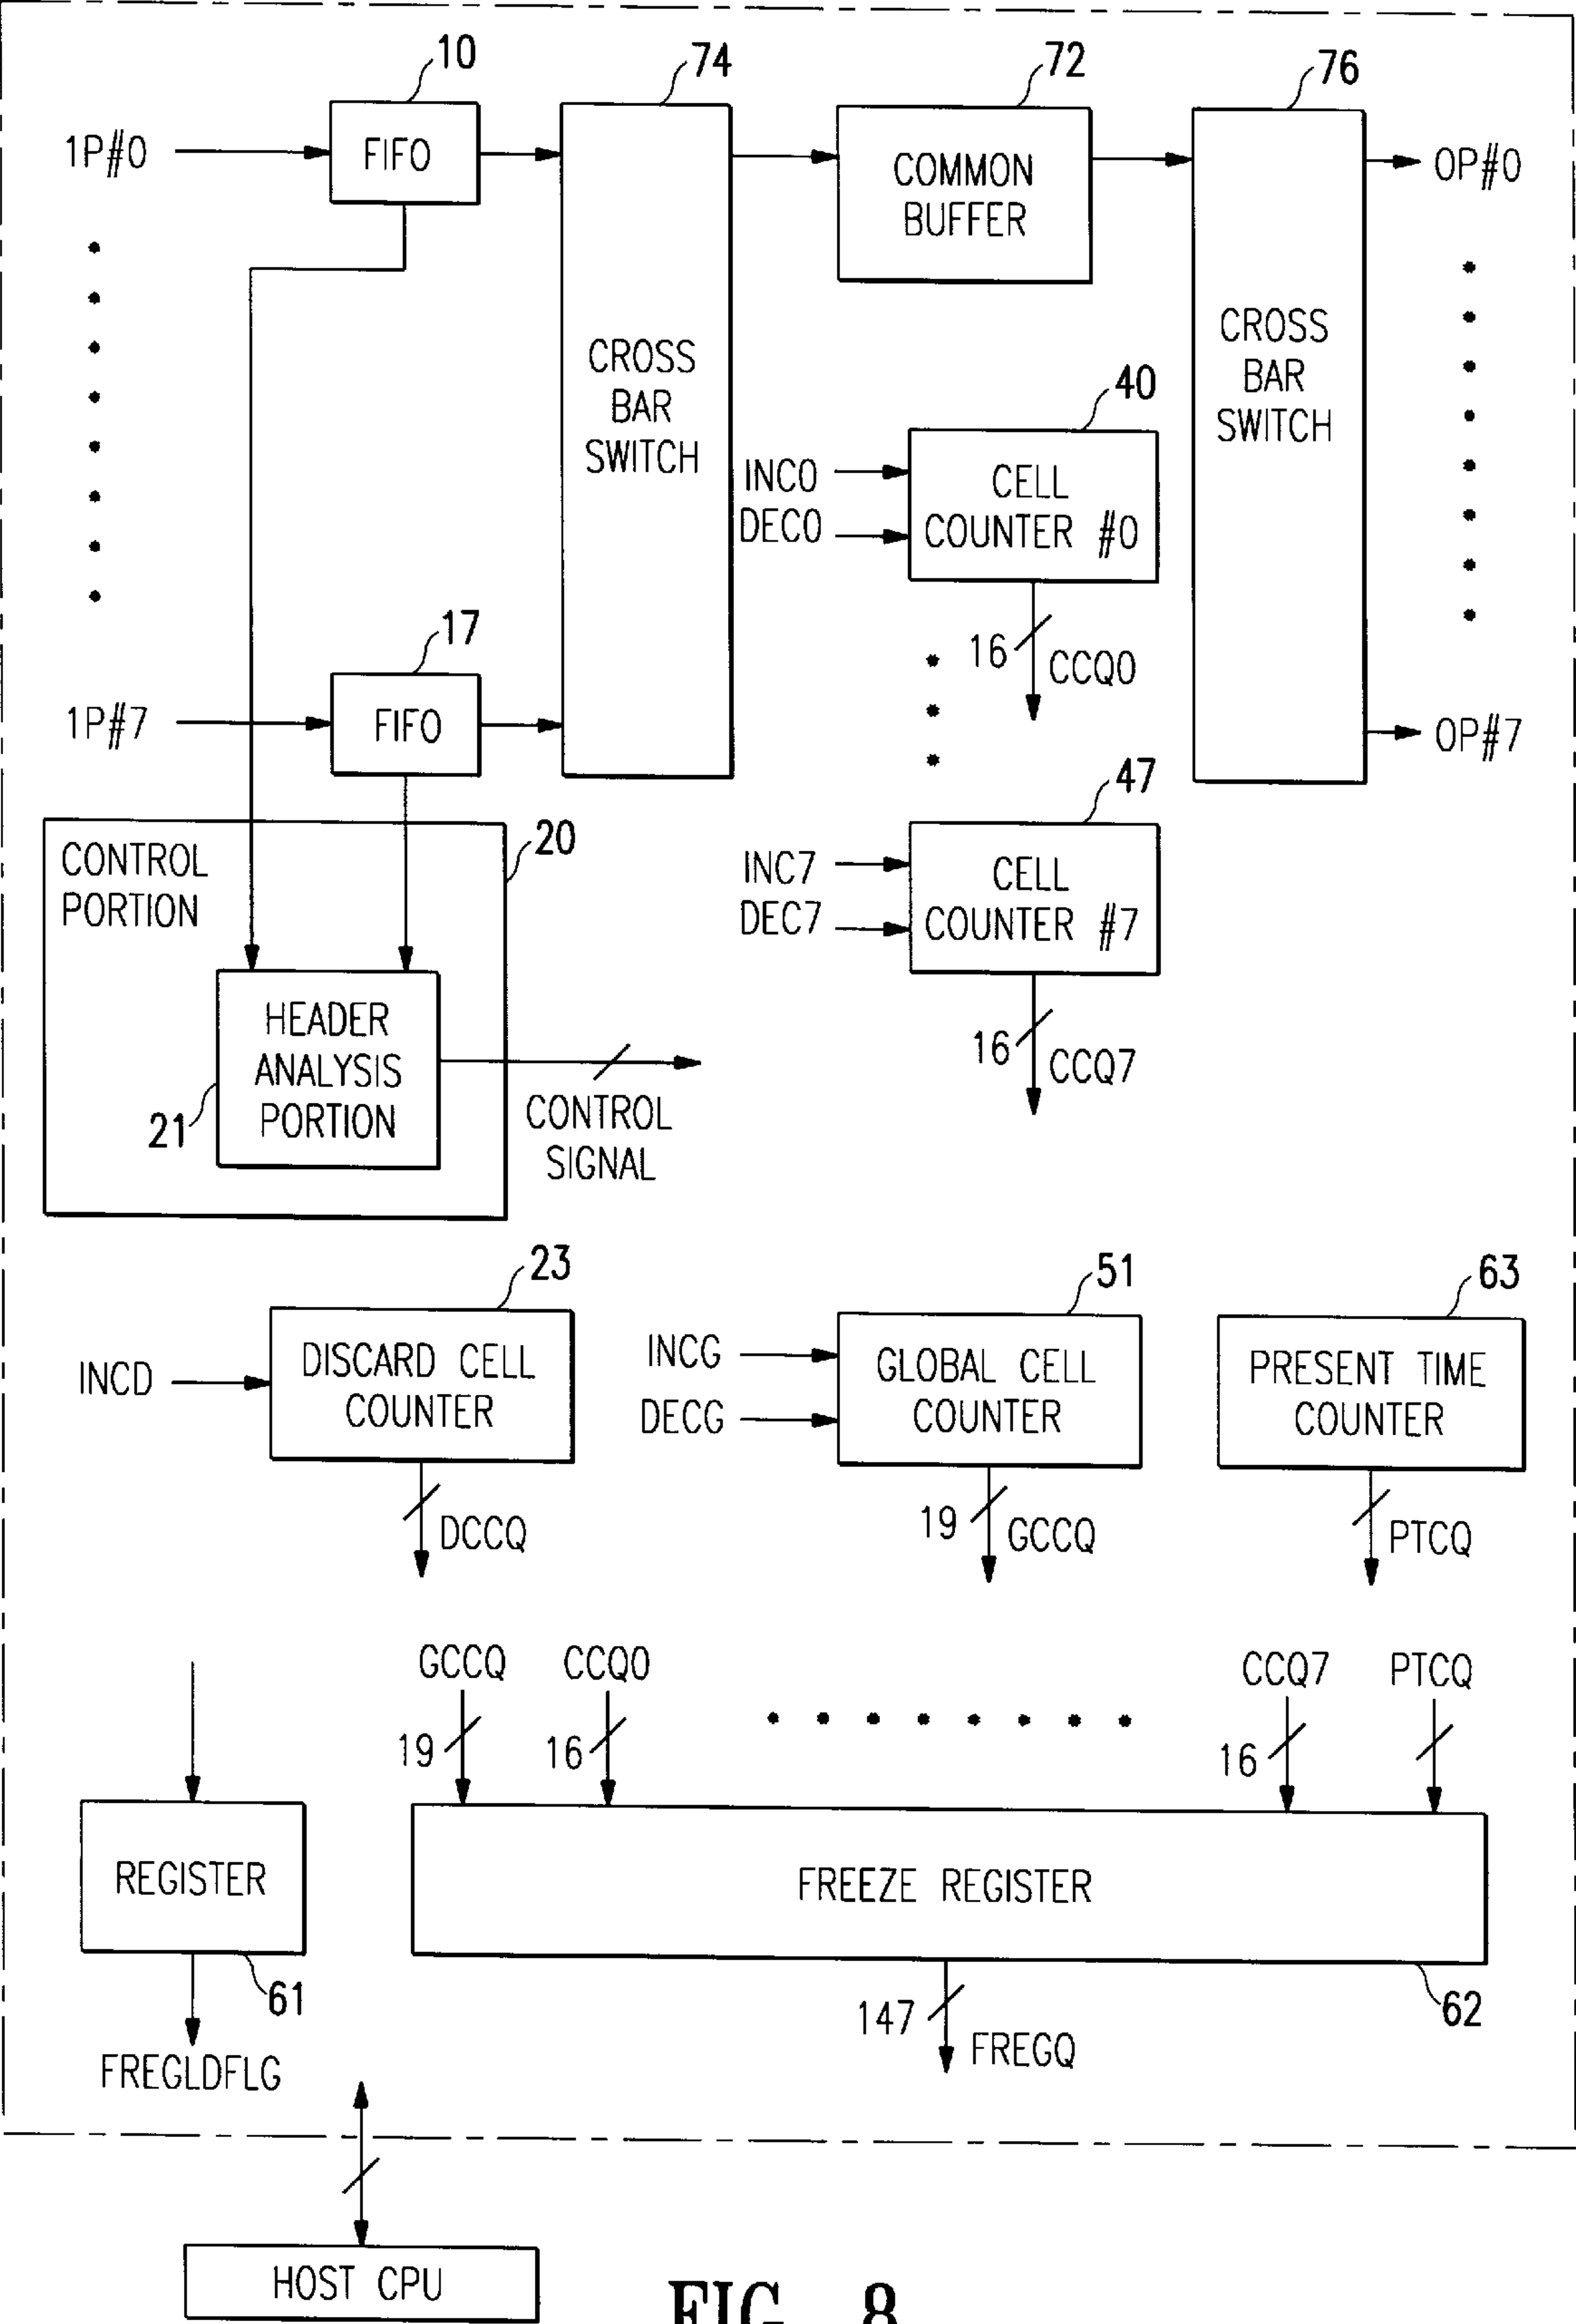 10
74
72
76
1P#0
FIFO
COMMON
BUFFER
OP#0
CROSS
BAR
SWITCH
CROSS
BAR
SWITCH
40
INC0
DEC0
CELL
COUNTER #0
16
CCQ0
17
1P#7
FIFO
OP#7
47
INC7
DEC7
CELL
COUNTER #7
16
CCQ7
20
CONTROL
PORTION
HEADER
ANALYSIS
PORTION
21
CONTROL
SIGNAL
23
51
63
INCD
DISCARD CELL
COUNTER
INCG
DECG
GLOBAL CELL
COUNTER
PRESENT TIME
COUNTER
DCCQ
19
GCCQ
PTCQ
GCCQ
CCQ0
CCQ7
PTCQ
19
16
16
REGISTER
FREEZE REGISTER
61
62
147
FREGQ
FREGLDFLG
HOST CPU
FIG. 8